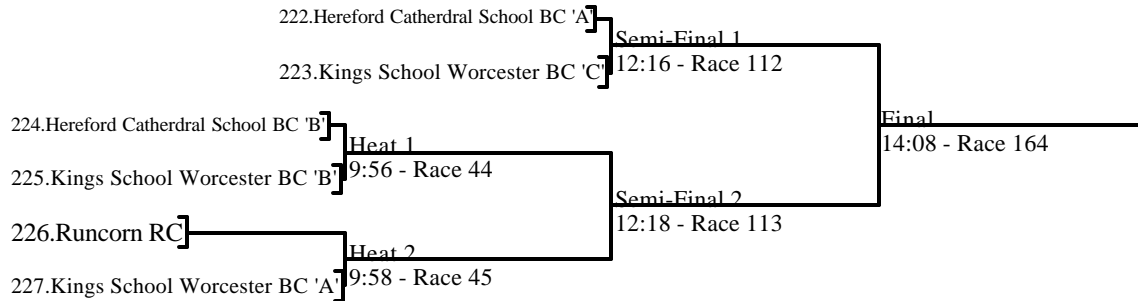 222.Hereford Catherdral School BC 'A'
Semi-Final 1
12:16 - Race 112
223.Kings School Worcester BC 'C'
224.Hereford Catherdral School BC 'B'
Final
Heat 1
14:08 - Race 164
9:56 - Race 44
225.Kings School Worcester BC 'B'
Semi-Final 2
12:18 - Race 113
226.Runcorn RC
Heat 2
9:58 - Race 45
227.Kings School Worcester BC 'A'